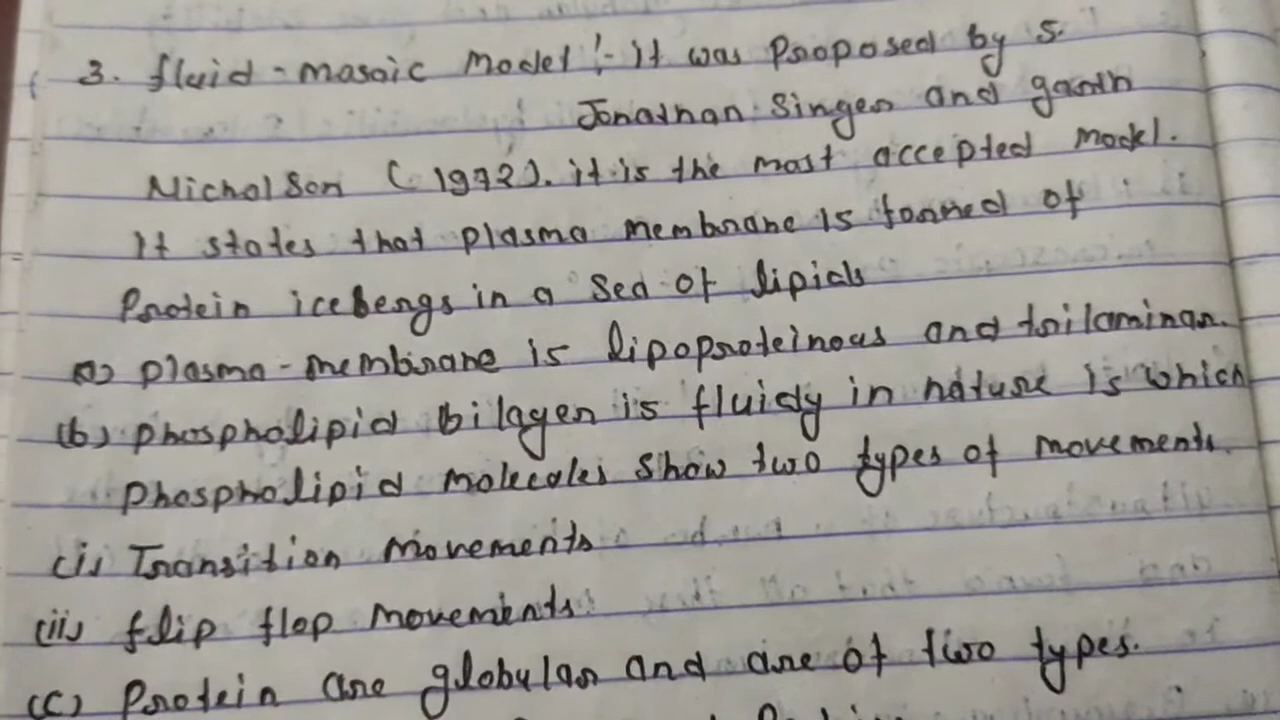 3. fluid-masaic Model :- it was Proposed by S.
Jonathan Singer and garth
Nicholson (1972). it is the most accepted model.
It states that plasma membrane is formed of
Protein icebergs in a sea of lipids
(a) plasma-membrane is lipoproteinous and trilaminar.
(b) phospholipid bilayer is fluidy in nature is which
phospholipid molecules show two types of movements.
(i) Transition movements
(ii) flip flop movements
(c) Protein are globular and are of two types.